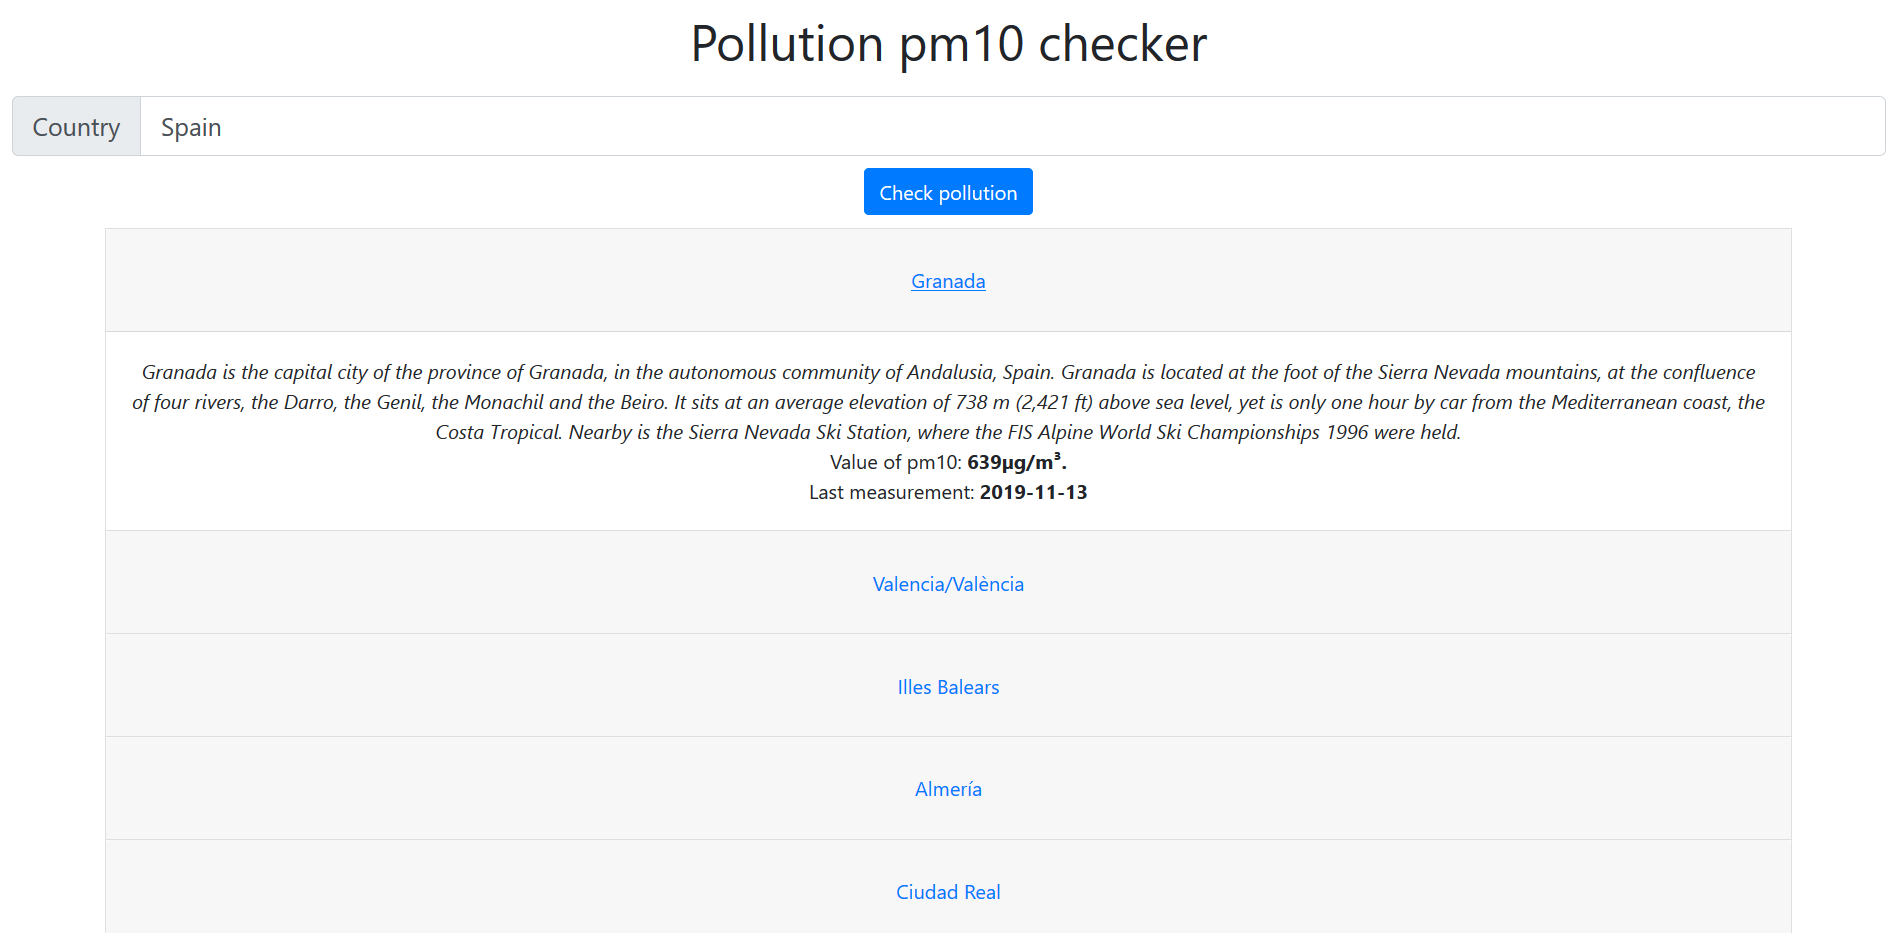 Pollution pm10 checker
Country
Spain
Check pollution
Granada
Granada is the capital city of the province of Granada, in the autonomous community of Andalusia, Spain. Granada is located at the foot of the Sierra Nevada mountains, at the confluence
of four rivers, the Darro, the Genil, the Monachil and the Beiro. It sits at an average elevation of 738 m (2,421 ft) above sea level, yet is only one hour by car from the Mediterranean coast, the
Costa Tropical. Nearby is the Sierra Nevada Ski Station, where the FIS Alpine World Ski Championships 1996 were held.
Value of pm10: 639µg/m³.
Last measurement: 2019-11-13
Valencia/València
Illes Balears
Almería
Ciudad Real